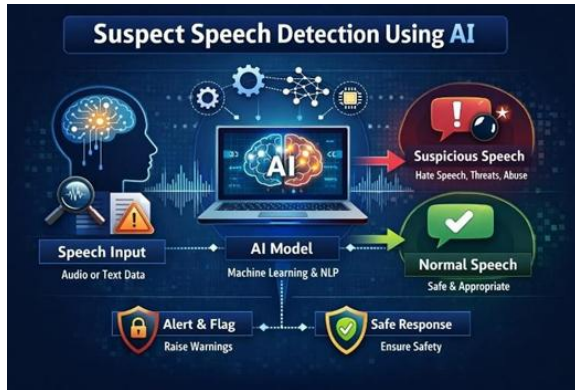 Suspect Speech Detection Using AI
AI
Suspicious Speech
Hate Speech, Threats, Abuse
Speech Input
Audio or Text Data
AI Model
Machine Learning & NLP
Normal Speech
Safe & Appropriate
Alert & Flag
Raise Warnings
Safe Response
Ensure Safety